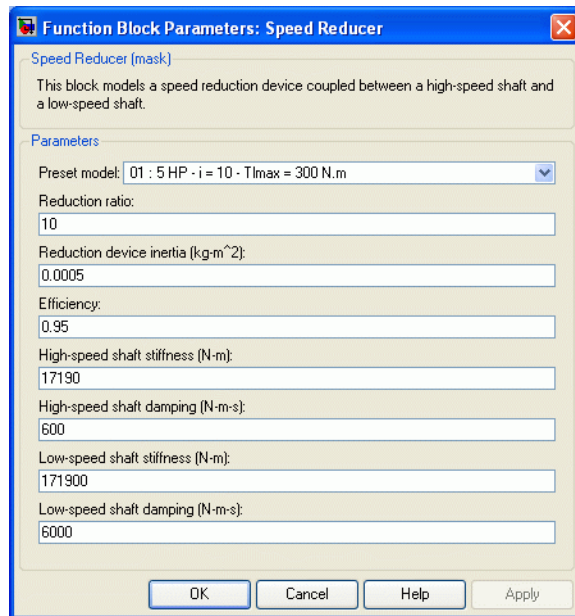 Function Block Parameters: Speed Reducer
Speed Reducer (mask)
This block models a speed reduction device coupled between a high-speed shaft and
a low-speed shaft.
Parameters
Preset model: 01 : 5 HP - i = 10 - Tlmax = 300 N.m
Reduction ratio:
10
Reduction device inertia (kg-m^2):
0.0005
Efficiency:
0.95
High-speed shaft stiffness (N-m):
17190
High-speed shaft damping (N-m-s):
600
Low-speed shaft stiffness (N-m):
171900
Low-speed shaft damping (N-m-s):
6000
OK Cancel Help Apply